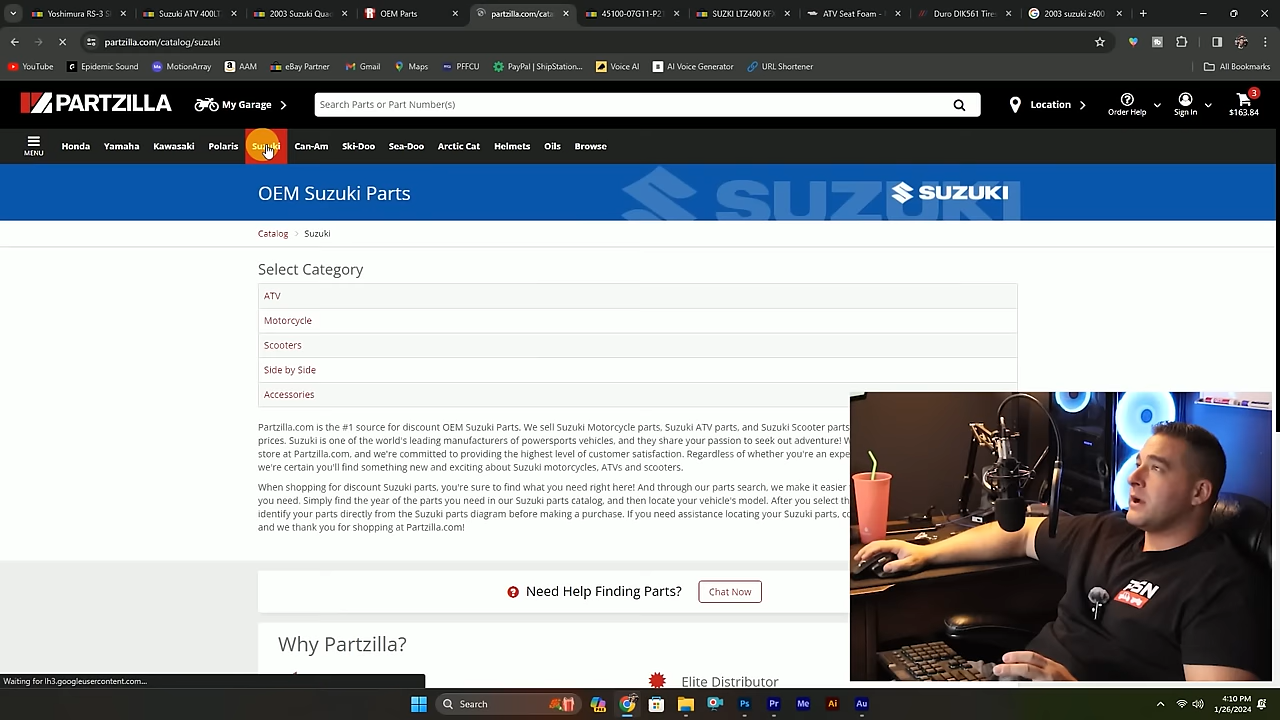 Yoshimura RS-3 S
Suzuki ATV 400LT
2003 Suzuki Qua
OEM Parts
partzilla.com/cata
45100-07G11-P2
SUZKI LTZ400 KF
ATV Seat Foam -
Duro DIK561 Tire
2003 suzuki z400
partzilla.com/catalog/suzuki
YouTube
Epidemic Sound
MotionArray
AAM
eBay Partner
Gmail
Maps
PFFCU
PayPal | ShipStation...
Voice AI
AI Voice Generator
URL Shortener
All Bookmarks
PARTZILLA
My Garage
Search Parts or Part Number(s)
Location
Order Help
Sign In
3
$163.84
MENU
Honda
Yamaha
Kawasaki
Polaris
Suzuki
Can-Am
Ski-Doo
Sea-Doo
Arctic Cat
Helmets
Oils
Browse
OEM Suzuki Parts
SUZUKI
SUZUKI
Catalog > Suzuki
Select Category
ATV
Motorcycle
Scooters
Side by Side
Accessories
Partzilla.com is the #1 source for discount OEM Suzuki Parts. We sell Suzuki Motorcycle parts, Suzuki ATV parts, and Suzuki Scooter parts
prices. Suzuki is one of the world's leading manufacturers of powersports vehicles, and they share your passion to seek out adventure! W
store at Partzilla.com, and we're committed to providing the highest level of customer satisfaction. Regardless of whether you're an expe
we're certain you'll find something new and exciting about Suzuki motorcycles, ATVs and scooters.
When shopping for discount Suzuki parts, you're sure to find what you need right here! And through our parts search, we make it easier
you need. Simply find the year of the parts you need in our Suzuki parts catalog, and then locate your vehicle's model. After you select th
identify your parts directly from the Suzuki parts diagram before making a purchase. If you need assistance locating your Suzuki parts, co
and we thank you for shopping at Partzilla.com!
Need Help Finding Parts?
Chat Now
Why Partzilla?
Elite Distributor
Waiting for lh3.googleusercontent.com...
Search
Ps
Pr
Me
Ai
Au
4:10 PM
1/26/2024